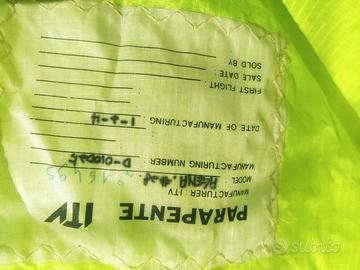 PARAPENTE ITV
MANUFACTURER : ITV
MODEL
MANUFACTURING NUMBER :
DATE OF MANUFACTURING :
FIRST FLIGHT
SALE DATE :
SOLD BY :
subito